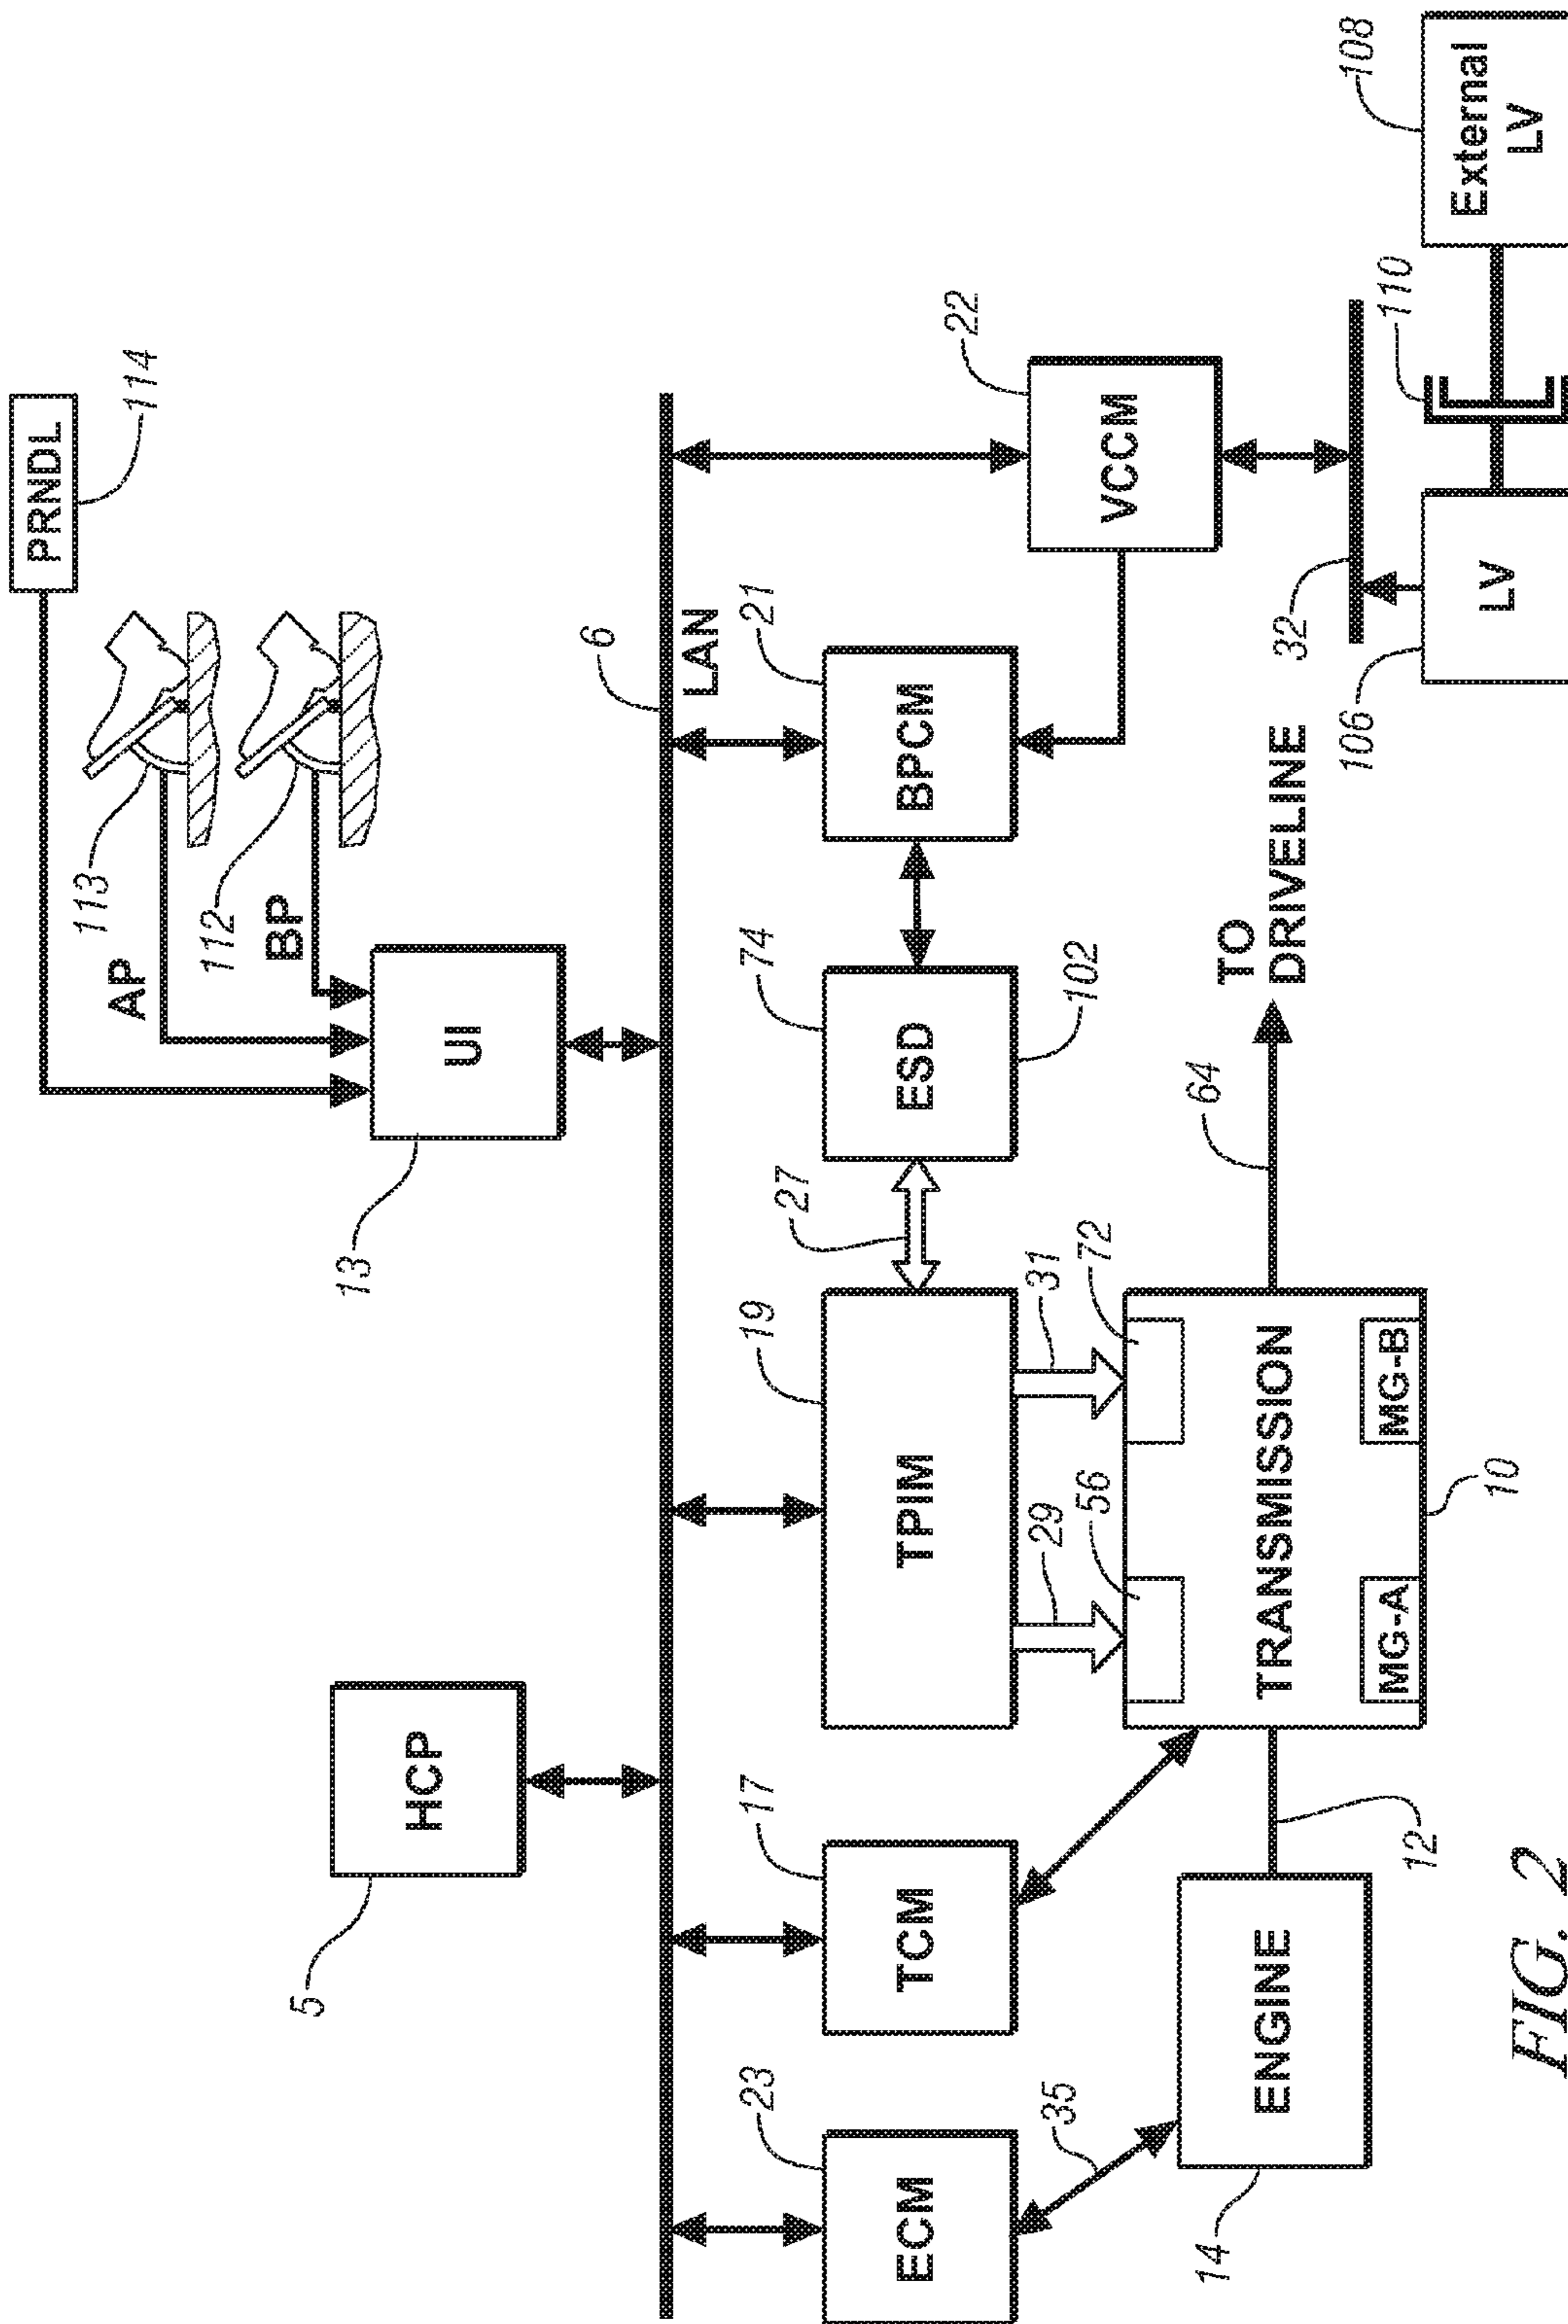 PRNDL
114
113
AP
112
BP
UI
13
HCP
5
6
LAN
ECM
23
TCM
17
TPIM
19
27
ESD
74
102
BPCM
21
VCCM
22
35
29
31
56
72
ENGINE
14
12
TRANSMISSION
MG-A
MG-B
10
64
TO
DRIVELINE
32
LV
106
110
External
LV
108
FIG. 2